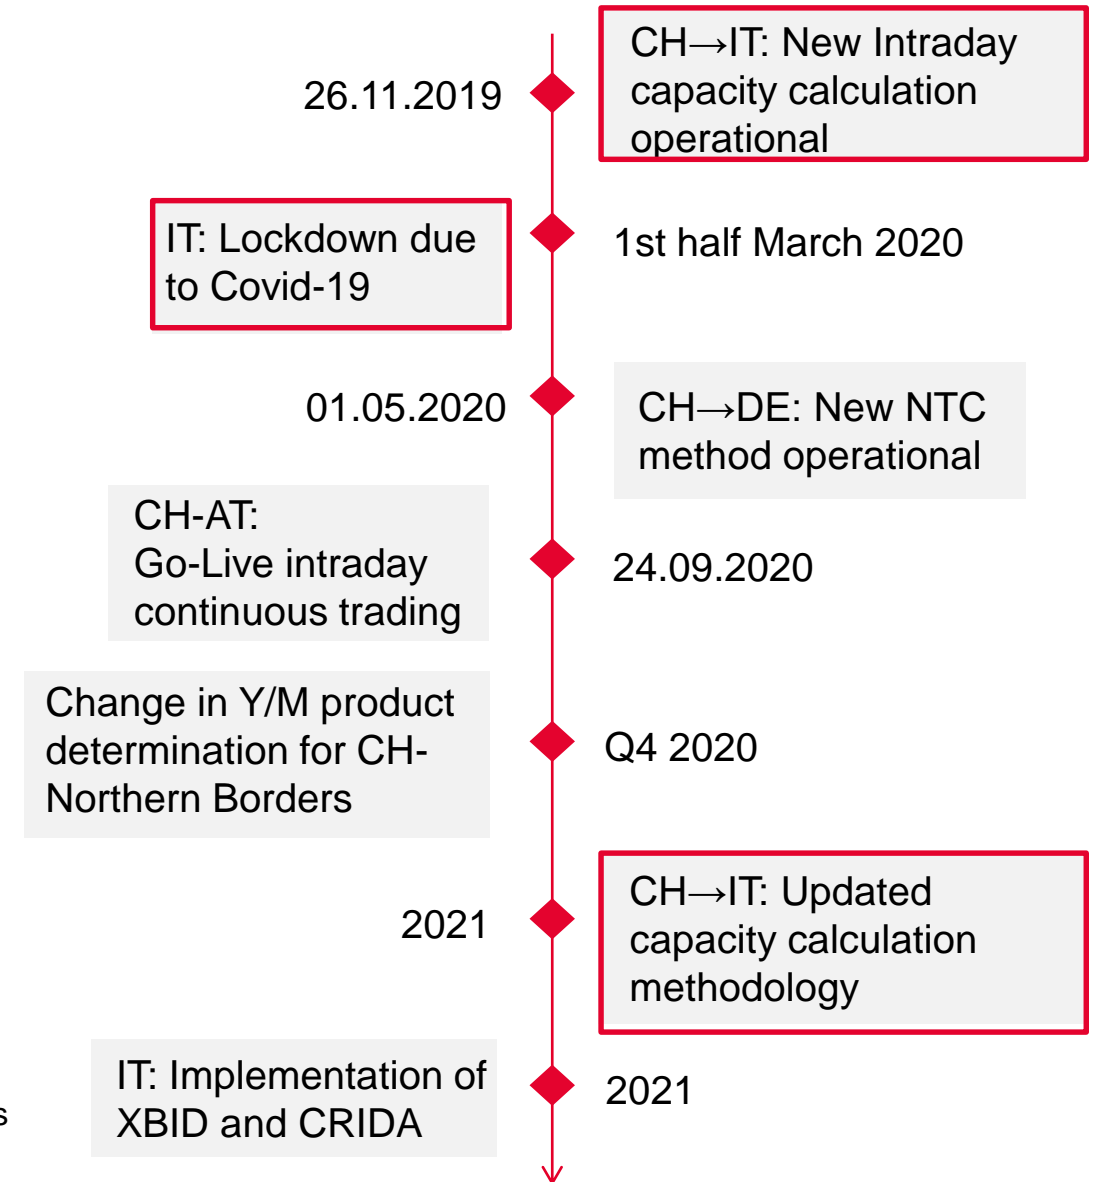 26.11.2019
CH→IT: New Intraday
capacity calculation
operational
IT: Lockdown due
to Covid-19
1st half March 2020
01.05.2020
CH→DE: New NTC
method operational
CH-AT:
Go-Live intraday
continuous trading
24.09.2020
Change in Y/M product
determination for CH-
Northern Borders
Q4 2020
2021
CH→IT: Updated
capacity calculation
methodology
IT: Implementation of
XBID and CRIDA
2021
s